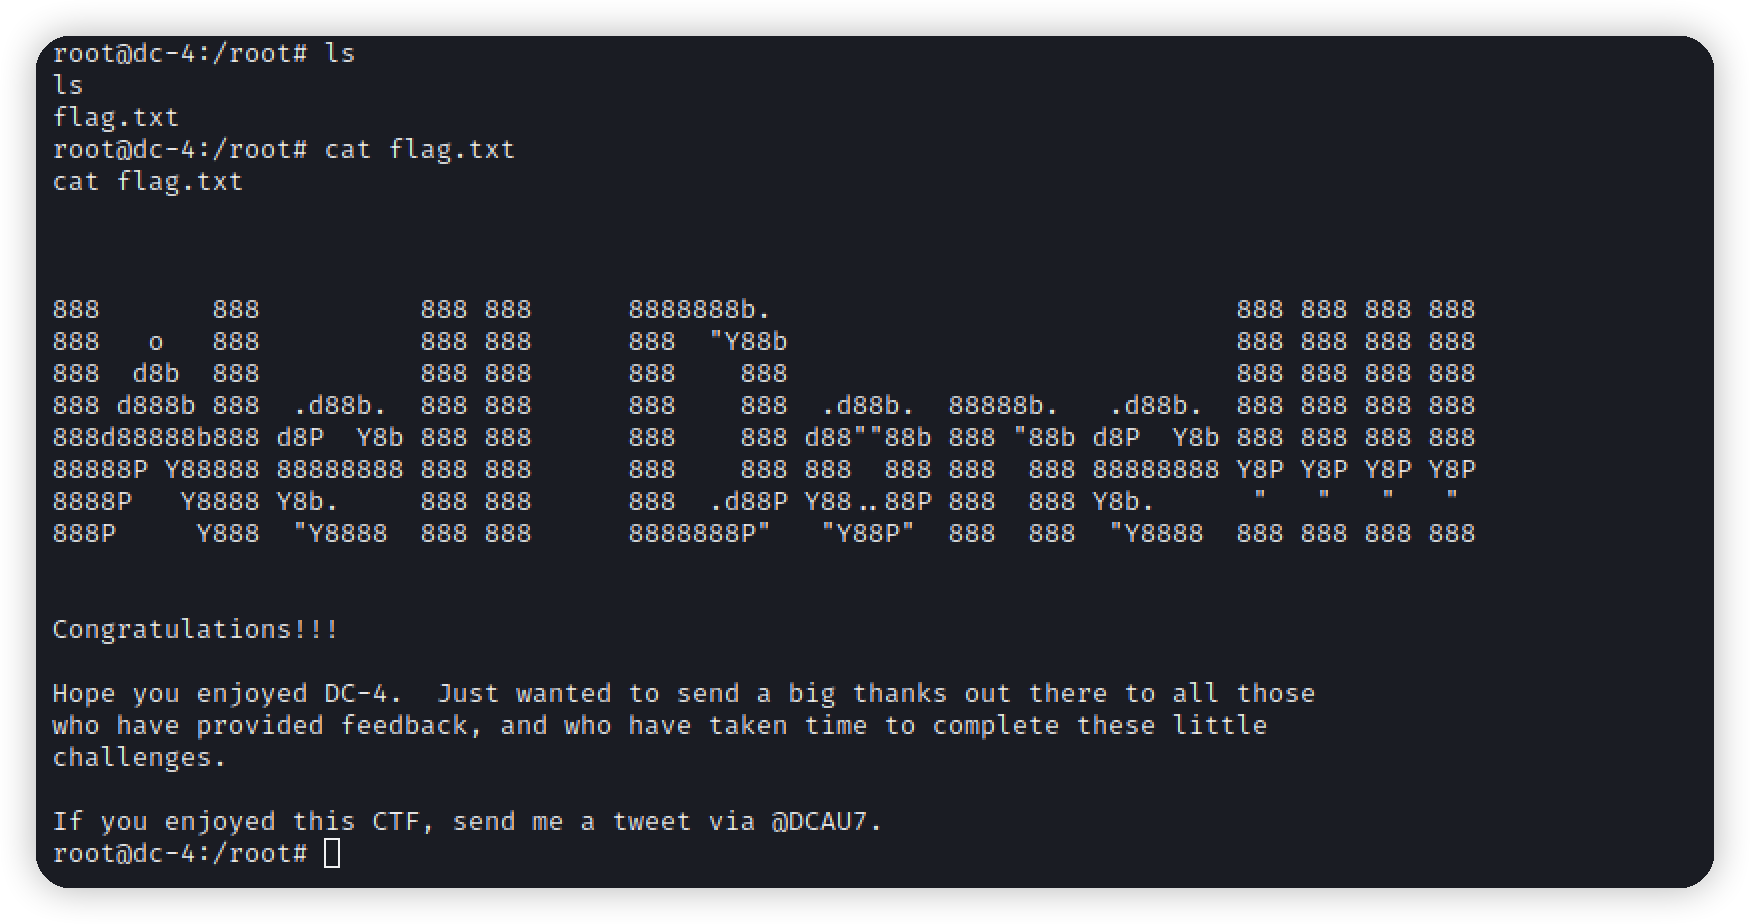 root@dc-4:/root# ls
ls
flag.txt
root@dc-4:/root# cat flag.txt
cat flag.txt
888       888          888 888      8888888b.                             888 888 888 888
888   o   888          888 888      888  "Y88b                            888 888 888 888
888  d8b  888          888 888      888    888                            888 888 888 888
888 d888b 888  .d88b.  888 888      888    888  .d88b.  88888b.   .d88b.  888 888 888 888
888d88888b888 d8P  Y8b 888 888      888    888 d88""88b 888 "88b d8P  Y8b 888 888 888 888
88888P Y88888 88888888 888 888      888    888 888  888 888  888 88888888 Y8P Y8P Y8P Y8P
8888P   Y8888 Y8b.     888 888      888  .d88P Y88..88P 888  888 Y8b.      "   "   "   "
888P     Y888  "Y8888  888 888      8888888P"   "Y88P"  888  888  "Y8888  888 888 888 888
Congratulations!!!
Hope you enjoyed DC-4.  Just wanted to send a big thanks out there to all those
who have provided feedback, and who have taken time to complete these little
challenges.
If you enjoyed this CTF, send me a tweet via @DCAU7.
root@dc-4:/root#